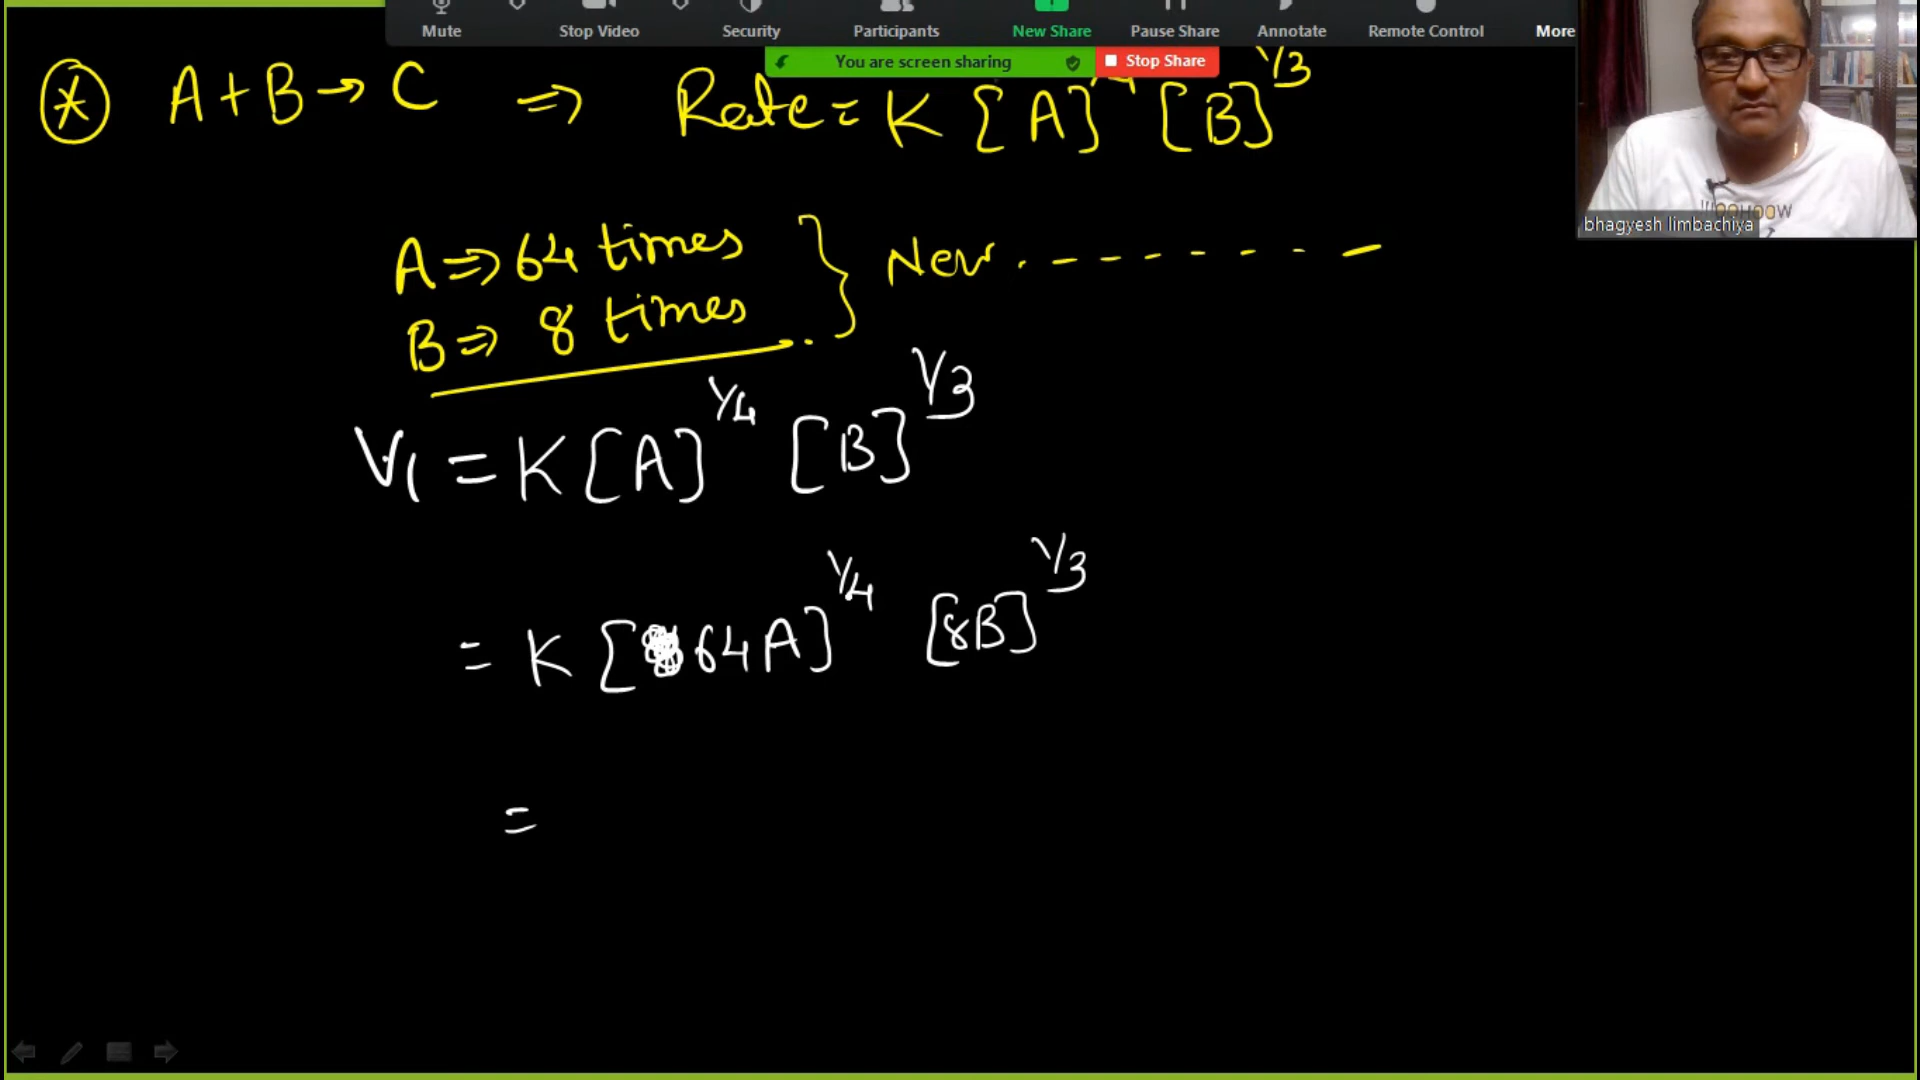 Mute Stop Video Security Participants New Share Pause Share Annotate Remote Control More
You are screen sharing Stop Share
A + B → C ⇒ Rate = K [A]^1/4 [B]^1/3
A ⇒ 64 times
B ⇒ 8 times
New
bhagyesh limbachiya
V1 = K [A]^1/4 [B]^1/3
= K [64A]^1/4 [8B]^1/3
=